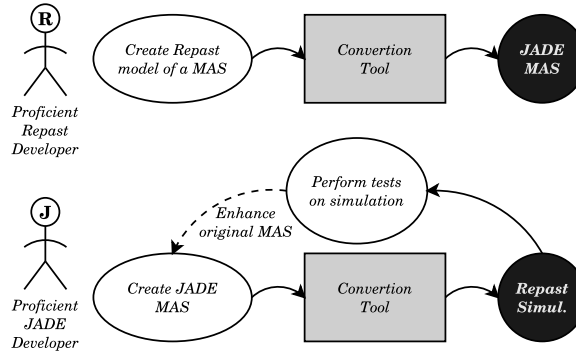 R
Create Repast
model of a MAS
Convertion
Tool
JADE
MAS
Proficient
Repast
Developer
Perform tests
on simulation
Enhance
original MAS
J
Create JADE
MAS
Convertion
Tool
Repast
Simul.
Proficient
JADE
Developer